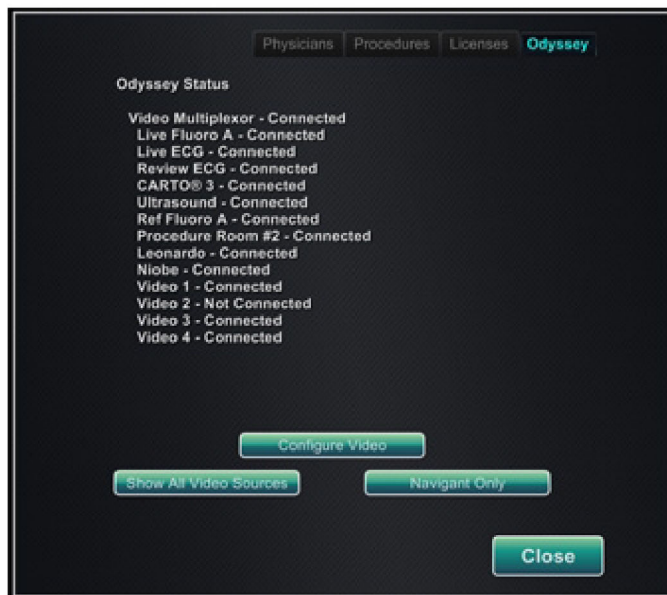 Physicians Procedures Licenses Odyssey
Odyssey Status
Video Multiplexor - Connected
Live Fluoro A - Connected
Live ECG - Connected
Review ECG - Connected
CARTO® 3 - Connected
Ultrasound - Connected
Ref Fluoro A - Connected
Procedure Room #2 - Connected
Leonardo - Connected
Niobe - Connected
Video 1 - Connected
Video 2 - Not Connected
Video 3 - Connected
Video 4 - Connected
Configure Video
Show All Video Sources Navigant Only
Close